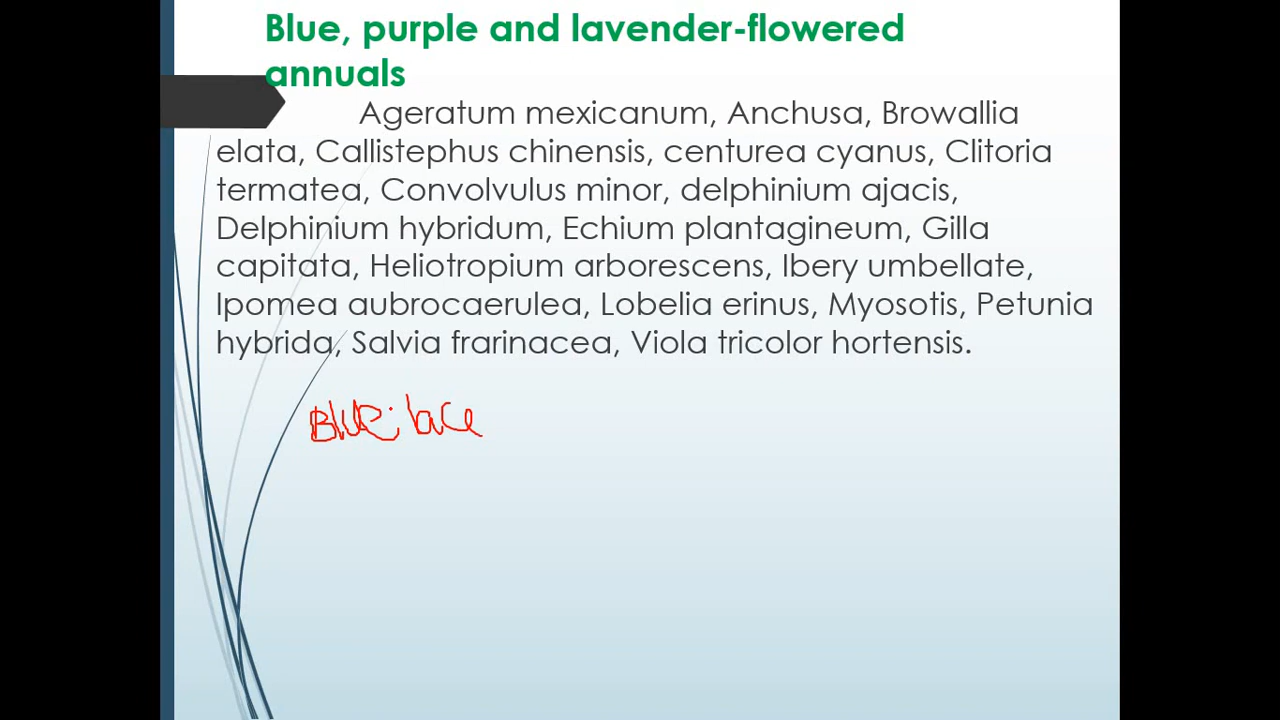 Blue, purple and lavender-flowered
annuals
Ageratum mexicanum, Anchusa, Browallia
elata, Callistephus chinensis, centurea cyanus, Clitoria
termatea, Convolvulus minor, delphinium ajacis,
Delphinium hybridum, Echium plantagineum, Gilla
capitata, Heliotropium arborescens, Ibery umbellate,
Ipomea aubrocaerulea, Lobelia erinus, Myosotis, Petunia
hybrida, Salvia frarinacea, Viola tricolor hortensis.
Blue lace